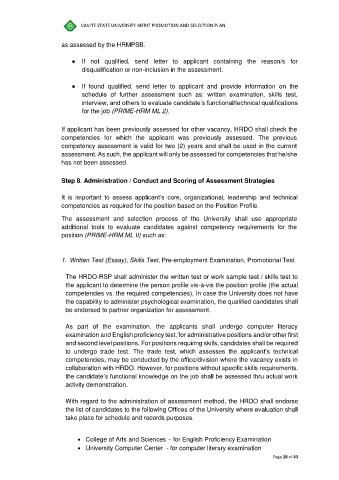 CAVITE STATE UNIVERSITY MERIT PROMOTION AND SELECTION PLAN
as assessed by the HRMPSB.
• If not qualified, send letter to applicant containing the reason/s for
disqualification or non-inclusion in the assessment.
• If found qualified, send letter to applicant and provide information on the
schedule of further assessment such as: written examination, skills test,
interview, and others to evaluate candidate's functional/technical qualifications
for the job (PRIME-HRM ML 2).
If applicant has been previously assessed for other vacancy, HRDO shall check the
competencies for which the applicant was previously assessed. The previous
competency assessment is valid for two (2) years and shall be used in the current
assessment. As such, the applicant will only be assessed for competencies that he/she
has not been assessed.
Step 8. Administration / Conduct and Scoring of Assessment Strategies
It is important to assess applicant's core, organizational, leadership and technical
competencies as required for the position based on the Position Profile.
The assessment and selection process of the University shall use appropriate
additional tools to evaluate candidates against competency requirements for the
position (PRIME-HRM ML II) such as:
1. Written Test (Essay), Skills Test, Pre-employment Examination, Promotional Test
The HRDO-RSP shall administer the written test or work sample test / skills test to
the applicant to determine the person profile vis-à-vis the position profile (the actual
competencies vs. the required competencies). In case the University does not have
the capability to administer psychological examination, the qualified candidates shall
be endorsed to partner organization for assessment.
As part of the examination, the applicants shall undergo computer literacy
examination and English proficiency test, for administrative positions and/or other first
and second level positions. For positions requiring skills, candidates shall be required
to undergo trade test. The trade test, which assesses the applicant's technical
competencies, may be conducted by the office/division where the vacancy exists in
collaboration with HRDO. However, for positions without specific skills requirements,
the candidate's functional knowledge on the job shall be assessed thru actual work
activity demonstration.
With regard to the administration of assessment method, the HRDO shall endorse
the list of candidates to the following Offices of the University where evaluation shall
take place for schedule and records purposes.
• College of Arts and Sciences – for English Proficiency Examination
• University Computer Center - for computer literary examination
Page 28 of 43